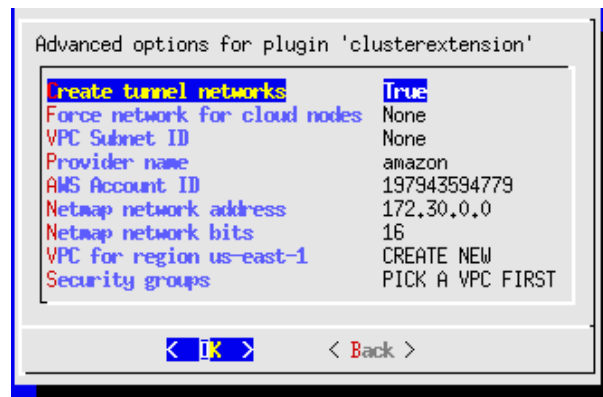 Advanced options for plugin 'clusterextension'
Create tunnel networks True
Force network for cloud nodes None
VPC Subnet ID None
Provider name amazon
AWS Account ID 197943594779
Netmap network address 172.30.0.0
Netmap network bits 16
VPC for region us-east-1 CREATE NEW
Security groups PICK A VPC FIRST
< OK > < Back >